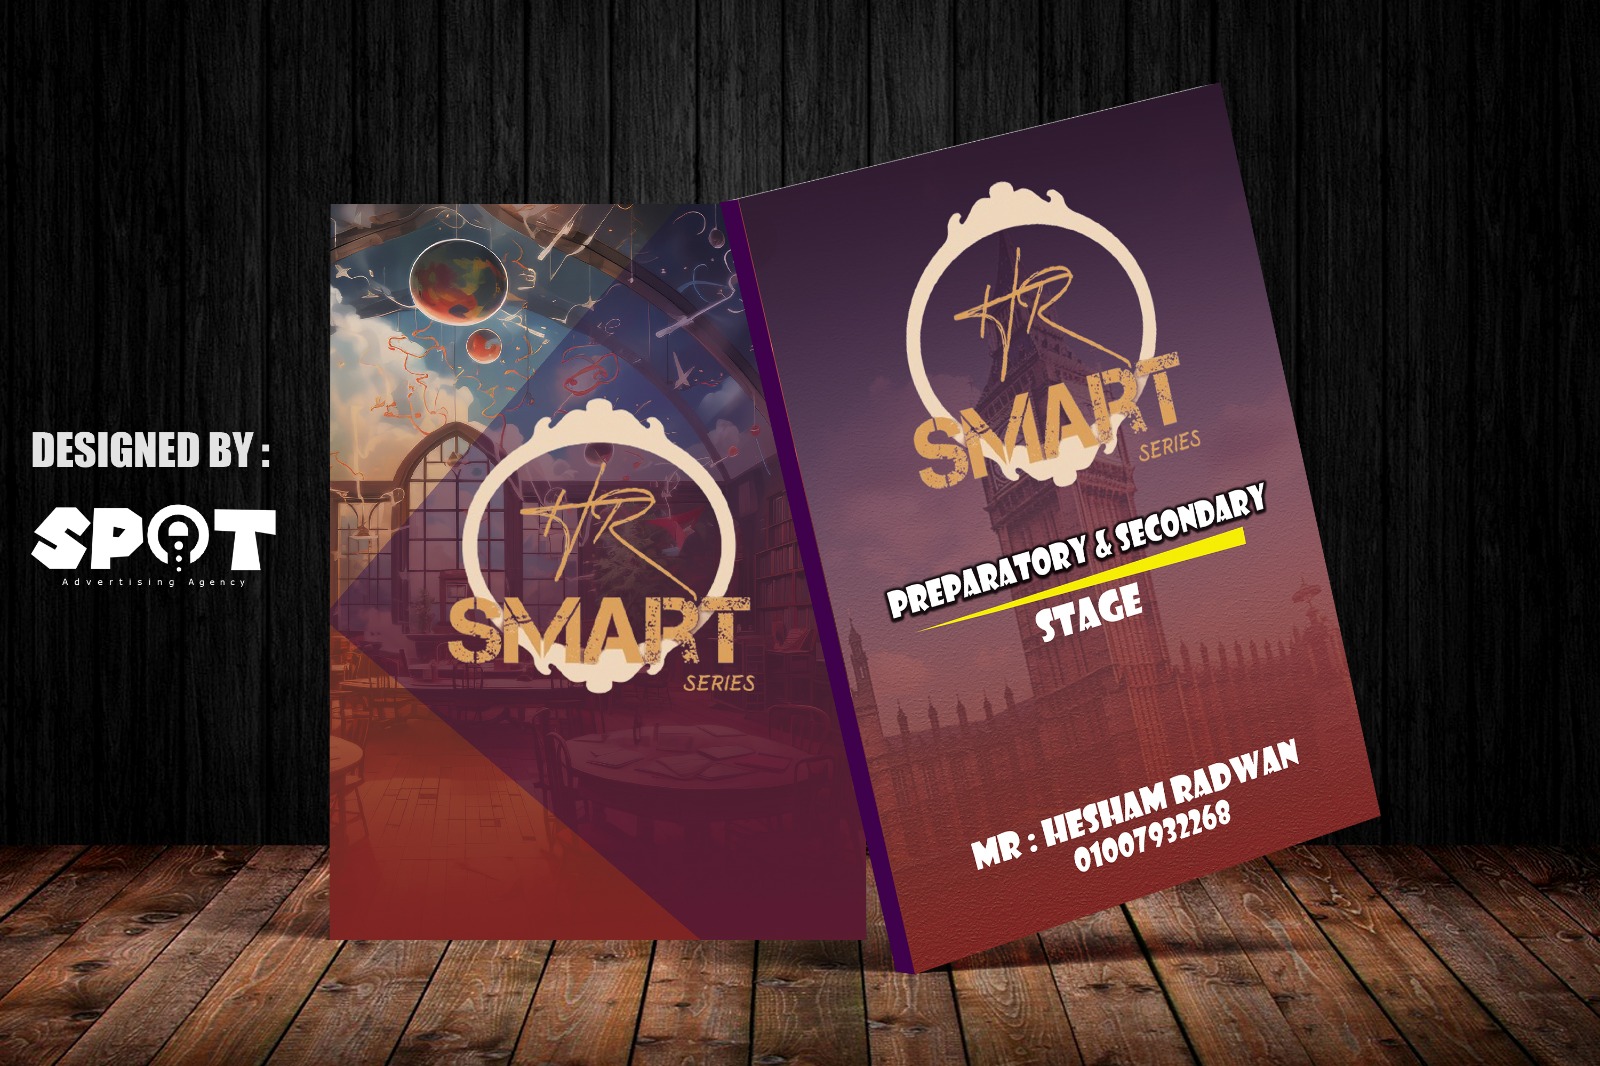 DESIGNED BY :
SPOT
Advertising Agency
HR
SMART
SERIES
HR
SMART
SERIES
PREPARATORY & SECONDARY
STAGE
MR : HESHAM RADWAN
01007932268